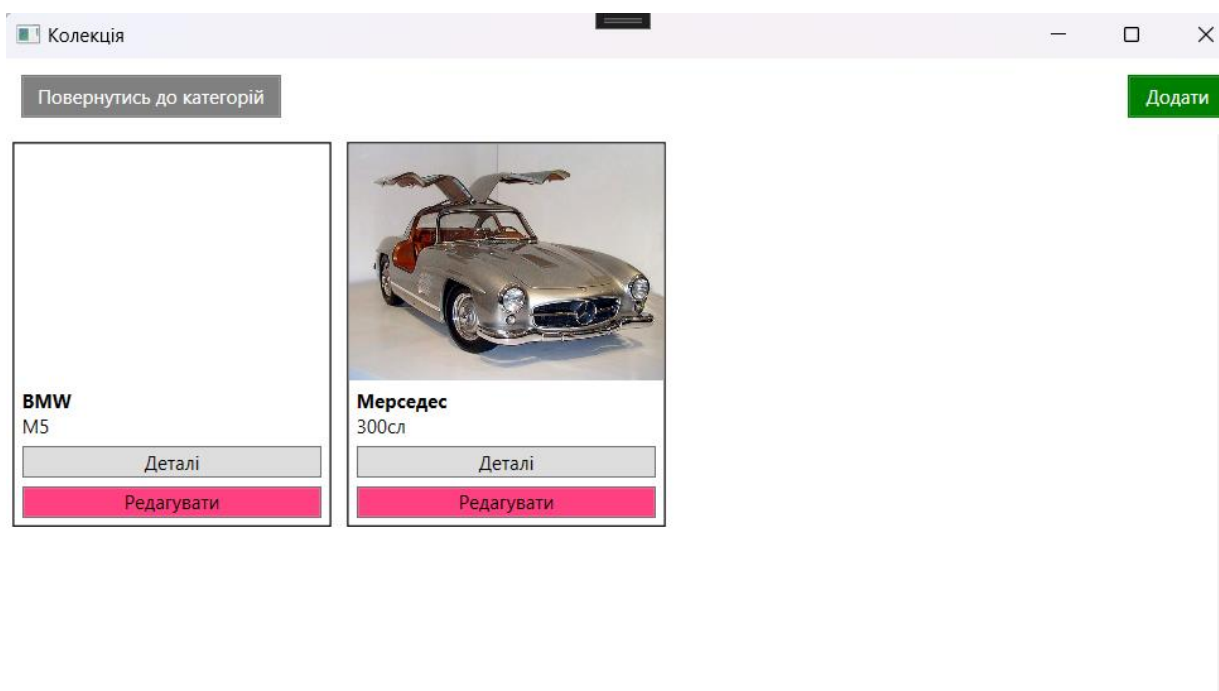 Колекція
Повернутись до категорій
Додати
BMW
M5
Деталі
Редагувати
Мерседес
300сл
Деталі
Редагувати